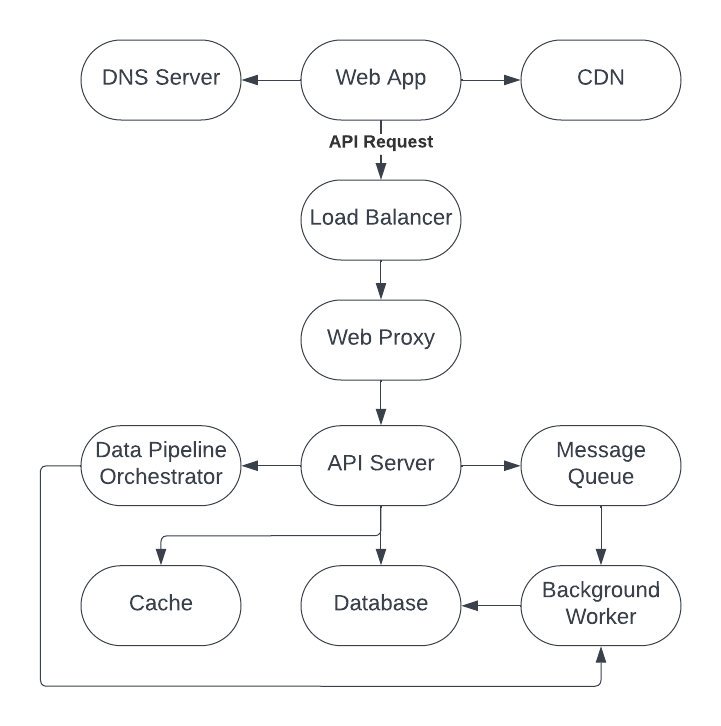 DNS Server
Web App
CDN
API Request
Load Balancer
Web Proxy
Data Pipeline
Orchestrator
API Server
Message
Queue
Cache
Database
Background
Worker